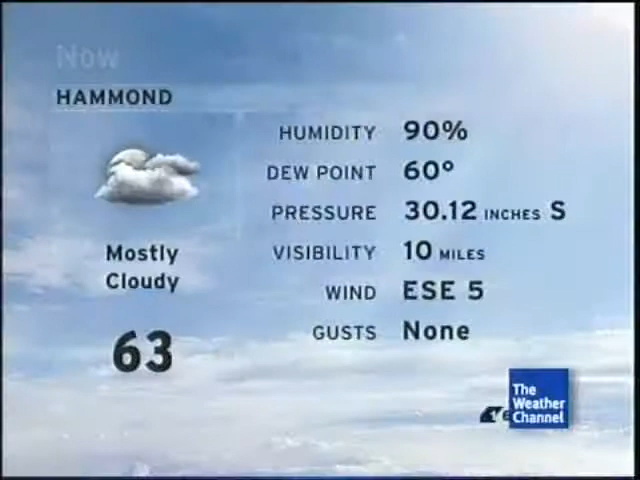 Now
HAMMOND
HUMIDITY 90%
DEW POINT 60°
PRESSURE 30.12 INCHES S
VISIBILITY 10 MILES
WIND ESE 5
GUSTS None
Mostly
Cloudy
63
The
Weather
Channel